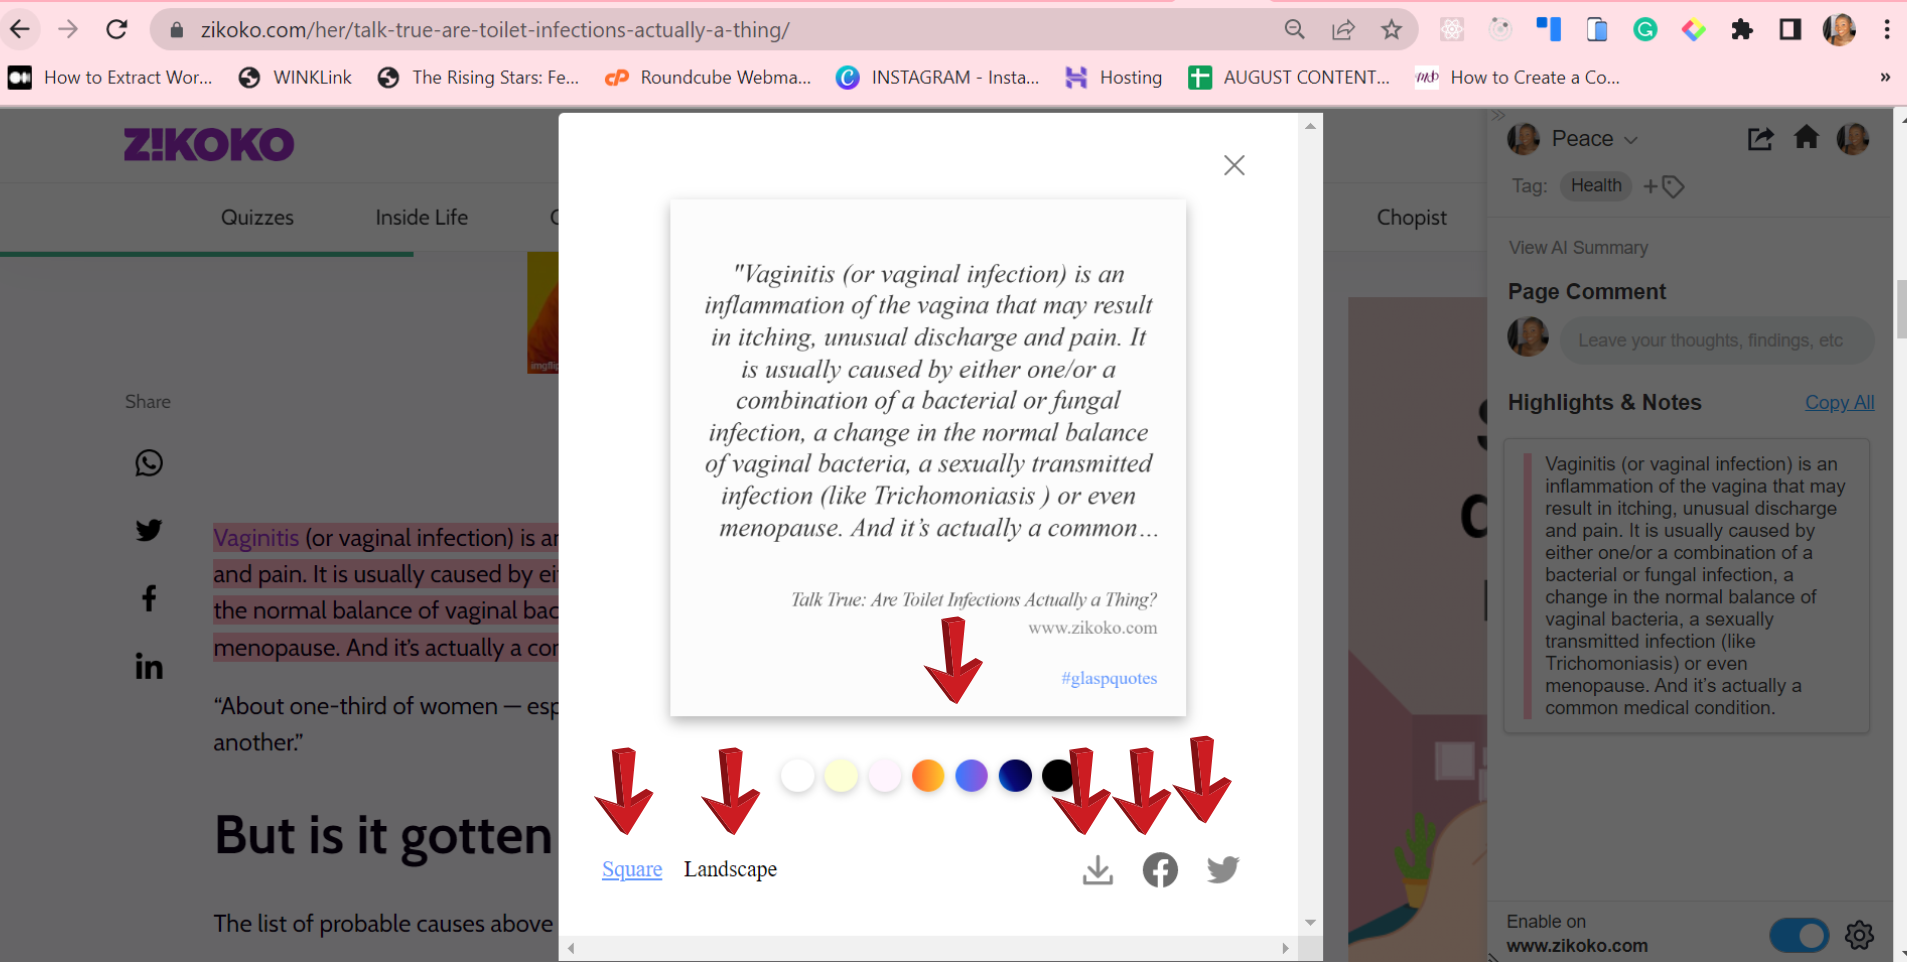 zikoko.com/her/talk-true-are-toilet-infections-actually-a-thing/
How to Extract Wor...
WINKLink
The Rising Stars: Fe...
Roundcube Webma...
INSTAGRAM - Insta...
Hosting
AUGUST CONTENT...
How to Create a Co...
Z!KOKO
Quizzes
Inside Life
Chopist
Share
Vaginitis (or vaginal infection) is an
and pain. It is usually caused by ei
the normal balance of vaginal bac
menopause. And it's actually a cor
“About one-third of women — esp
another.”
But is it gotten
The list of probable causes above
"Vaginitis (or vaginal infection) is an
inflammation of the vagina that may result
in itching, unusual discharge and pain. It
is usually caused by either one/or a
combination of a bacterial or fungal
infection, a change in the normal balance
of vaginal bacteria, a sexually transmitted
infection (like Trichomoniasis ) or even
menopause. And it’s actually a common...
Talk True: Are Toilet Infections Actually a Thing?
www.zikoko.com
#glaspquotes
Square
Landscape
Peace
Tag:
Health
View AI Summary
Page Comment
Leave your thoughts, findings, etc
Highlights & Notes
Copy All
Vaginitis (or vaginal infection) is an
inflammation of the vagina that may
result in itching, unusual discharge
and pain. It is usually caused by
either one/or a combination of a
bacterial or fungal infection, a
change in the normal balance of
vaginal bacteria, a sexually
transmitted infection (like
Trichomoniasis) or even
menopause. And it’s actually a
common medical condition.
Enable on
www.zikoko.com